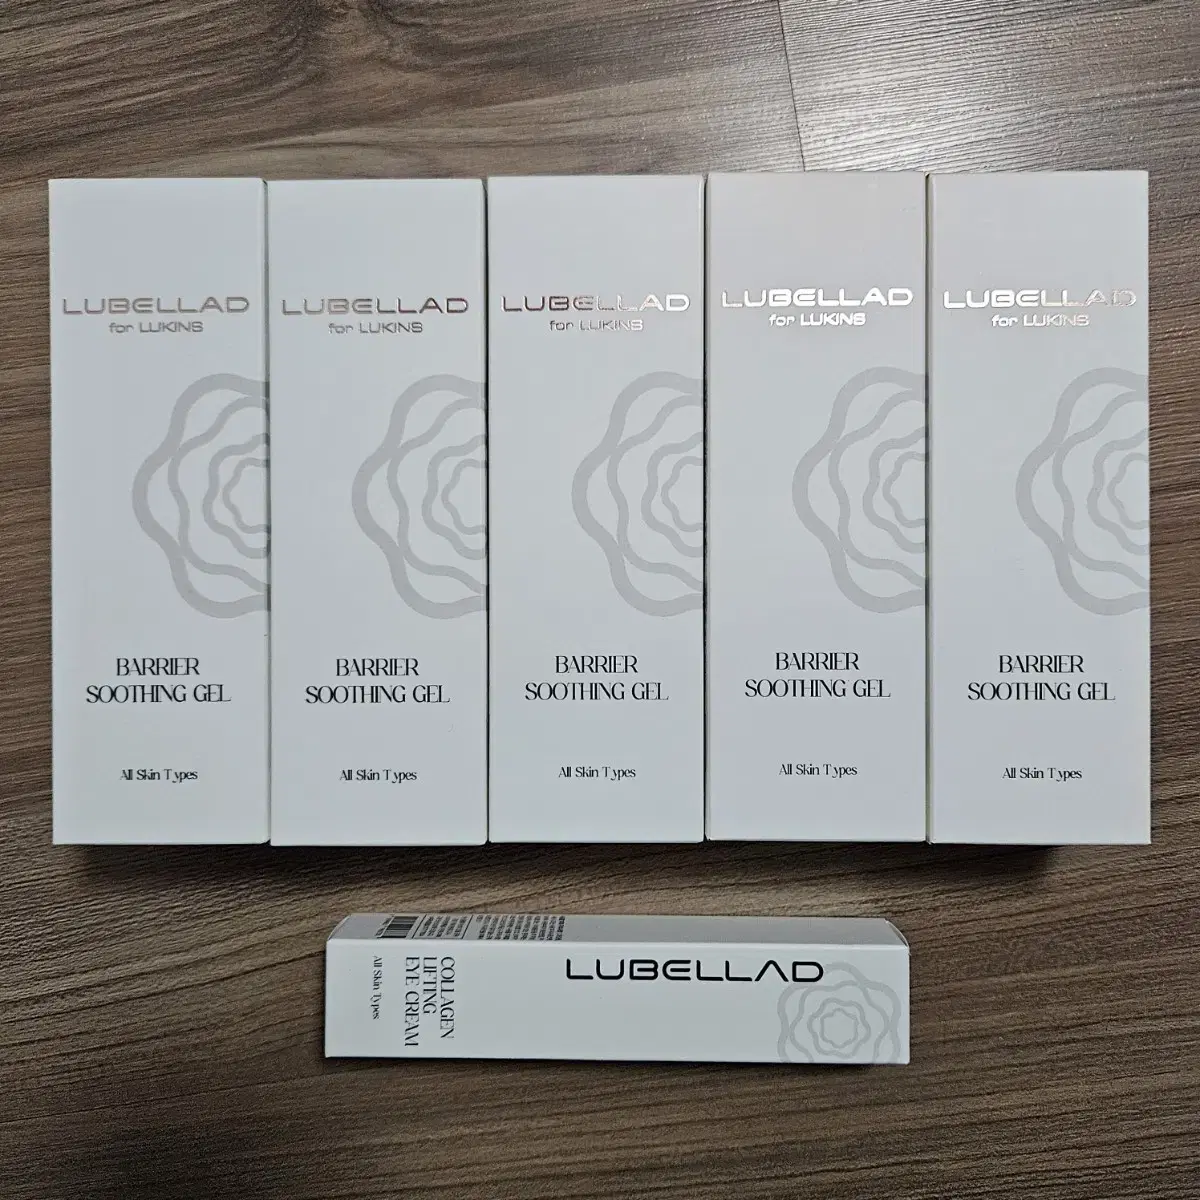 LUBELLAD
for LUKINS
BARRIER
SOOTHING GEL
All Skin Types
LUBELLAD
for LUKINS
BARRIER
SOOTHING GEL
All Skin Types
LUBELLAD
for LUKINS
BARRIER
SOOTHING GEL
All Skin Types
LUBELLAD
for LUKINS
BARRIER
SOOTHING GEL
All Skin Types
LUBELLAD
for LUKINS
BARRIER
SOOTHING GEL
All Skin Types
LUBELLAD
COLLAGEN
LIFTING
EYE CREAM
All Skin Types